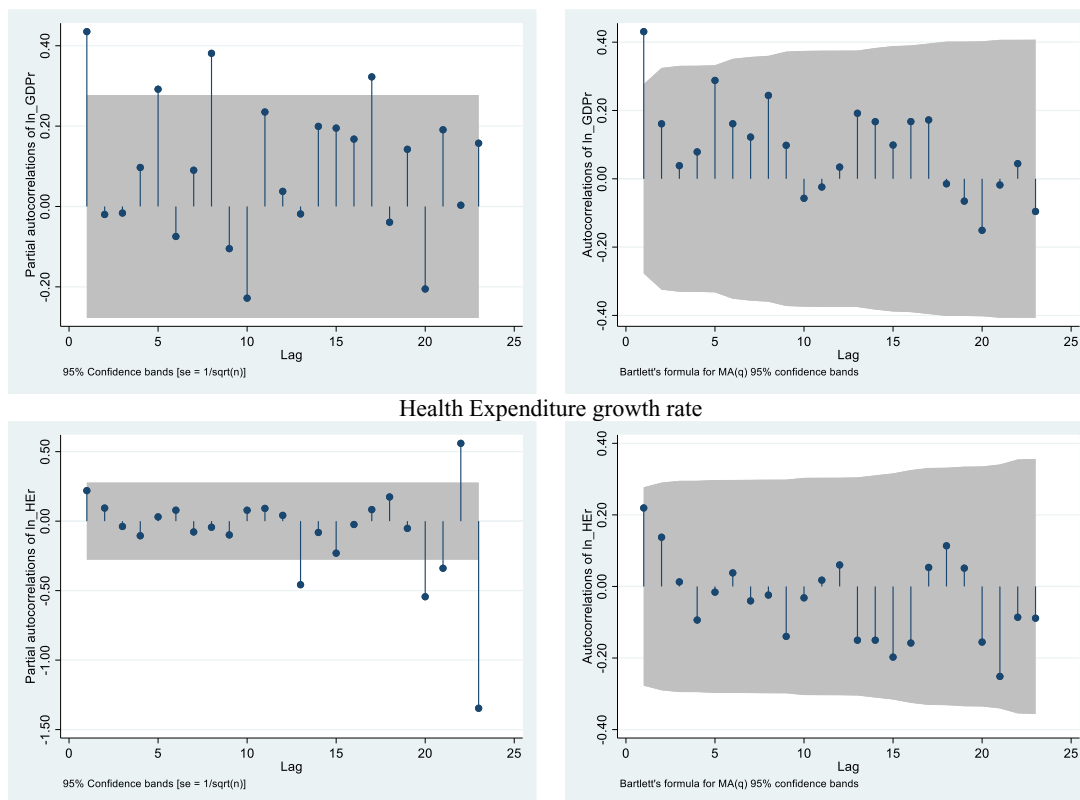 Partial autocorrelations of ln_GDPr
0.40
0.20
0.00
-0.20
0 5 10 15 20 25
Lag
95% Confidence bands [se = 1/sqrt(n)]
Autocorrelations of ln_GDPr
0.40
0.20
0.00
-0.20
-0.40
0 5 10 15 20 25
Lag
Bartlett's formula for MA(q) 95% confidence bands
Health Expenditure growth rate
Partial autocorrelations of ln_HEr
0.50
0.00
-0.50
-1.00
-1.50
0 5 10 15 20 25
Lag
95% Confidence bands [se = 1/sqrt(n)]
Autocorrelations of ln_HEr
0.40
0.20
0.00
-0.20
-0.40
0 5 10 15 20 25
Lag
Bartlett's formula for MA(q) 95% confidence bands